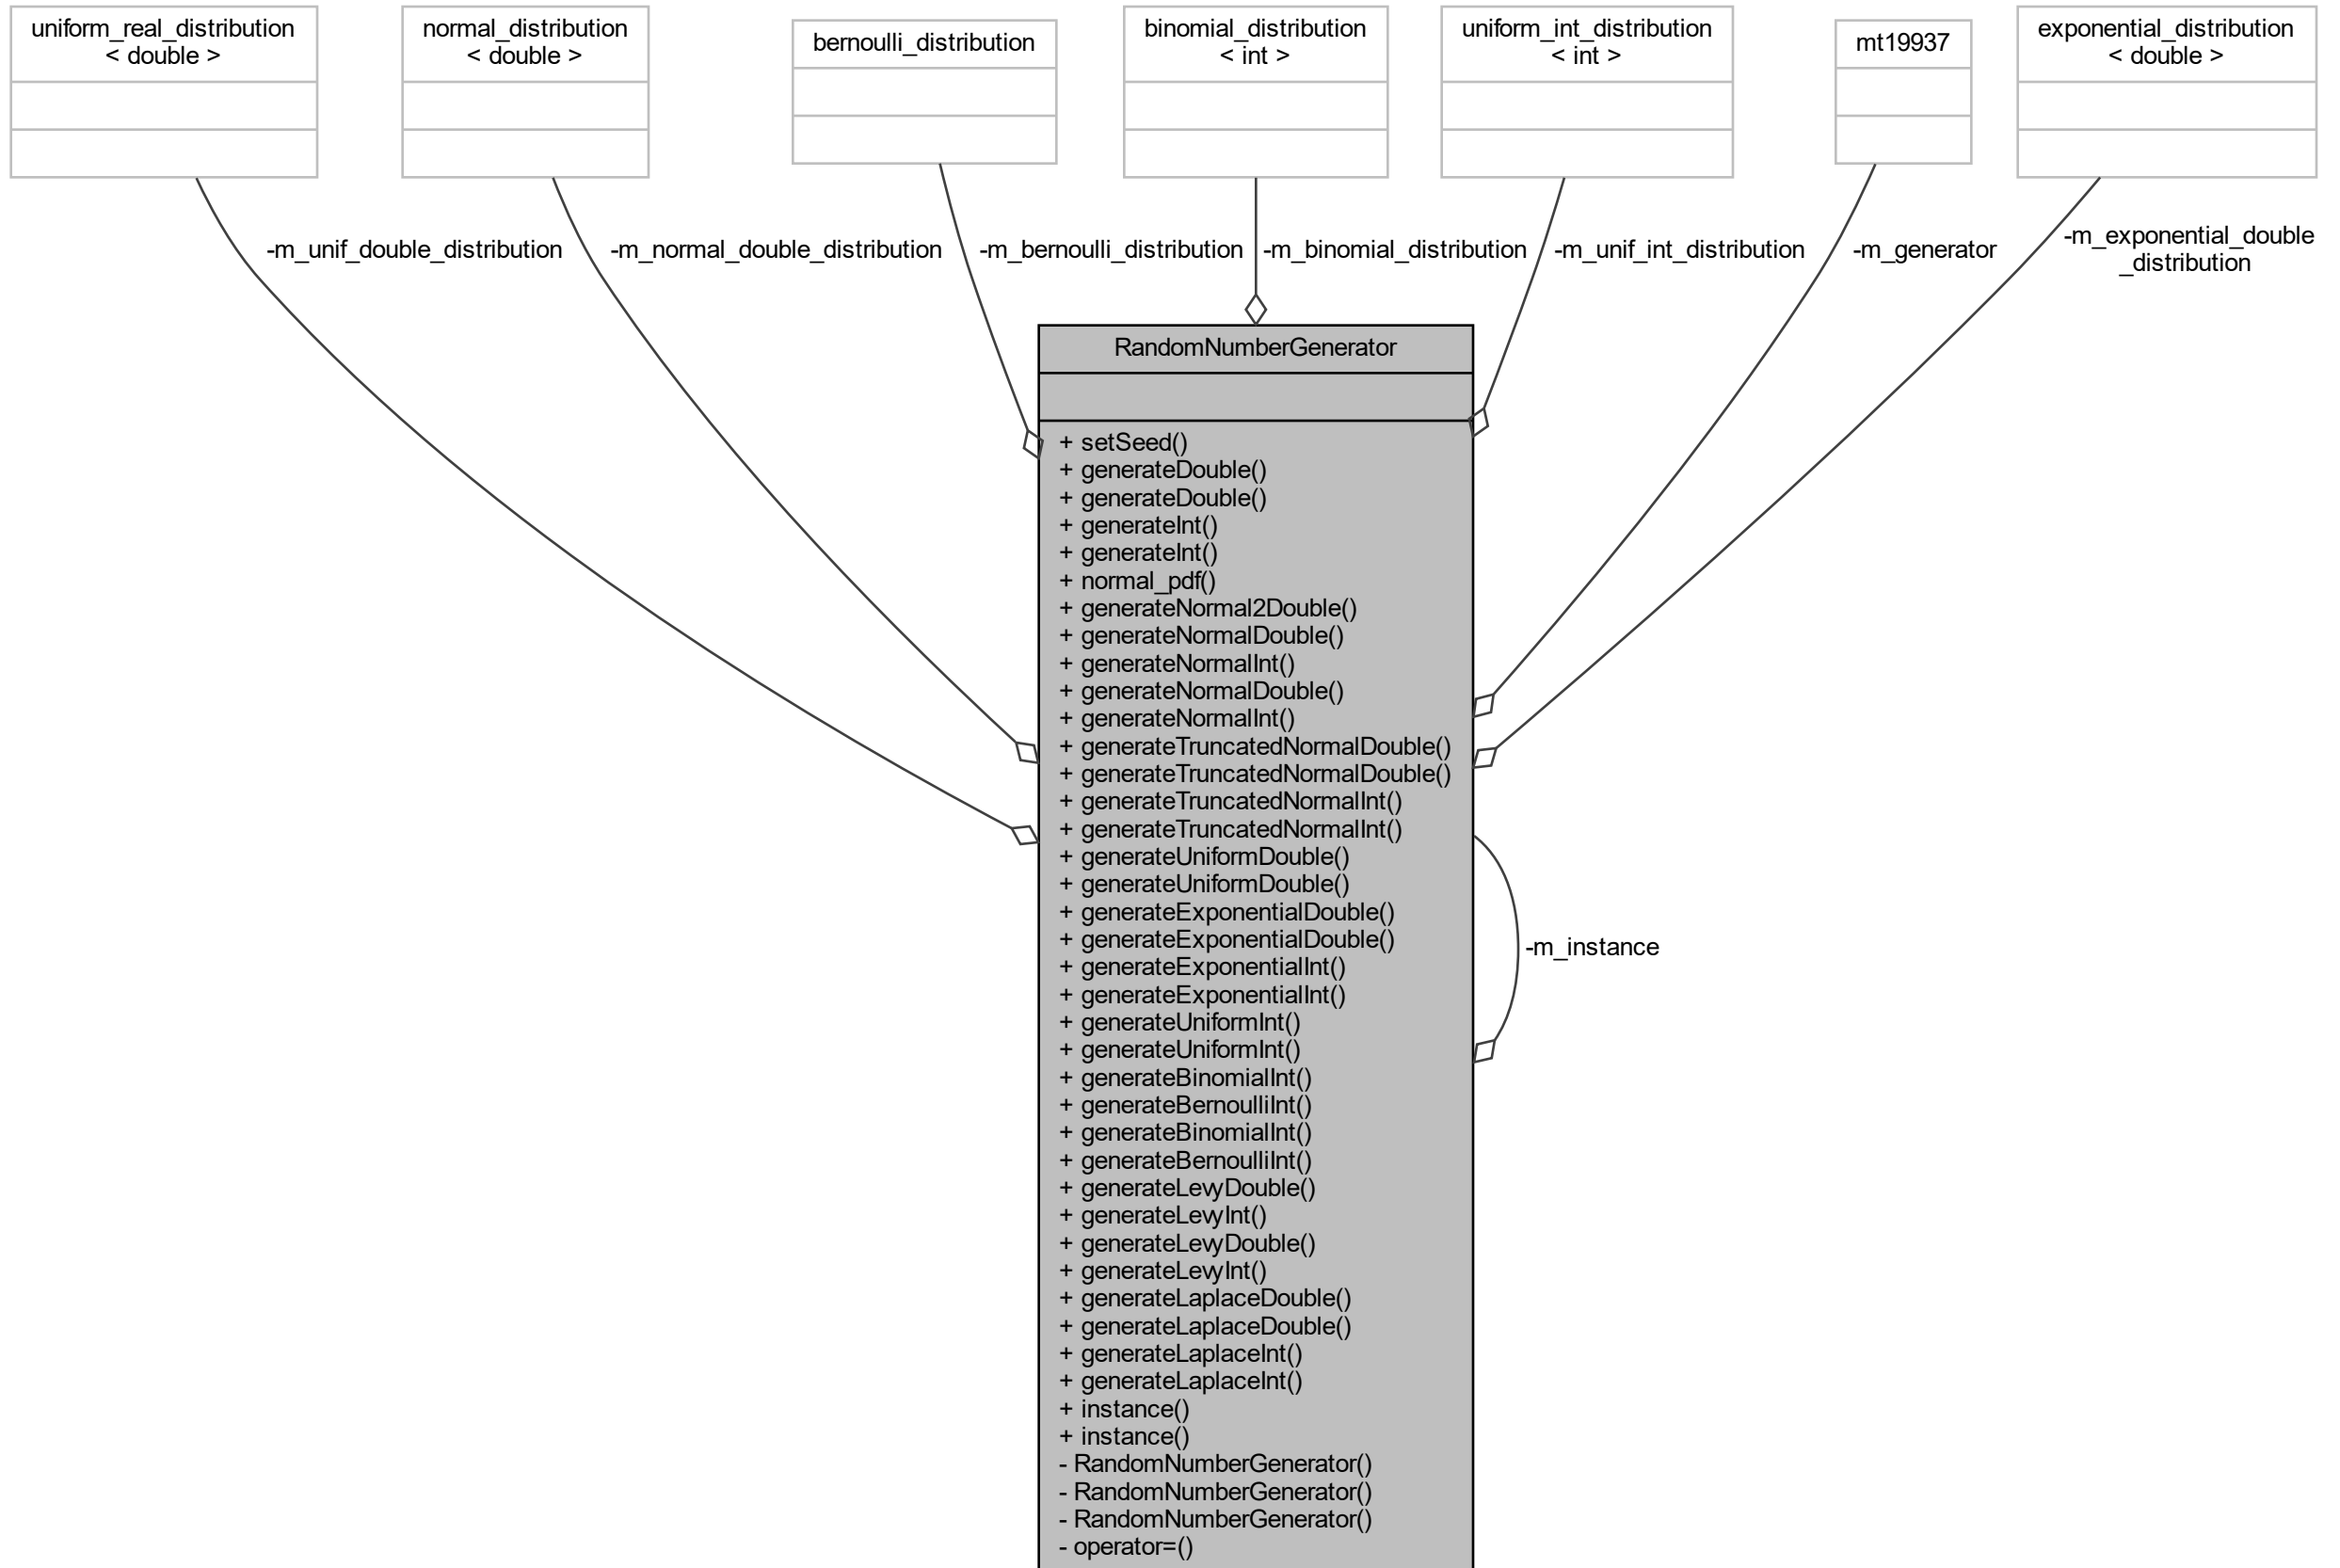 uniform_real_distribution
< double >
normal_distribution
< double >
bernoulli_distribution
binomial_distribution
< int >
uniform_int_distribution
< int >
mt19937
exponential_distribution
< double >
-m_unif_double_distribution
-m_normal_double_distribution
-m_bernoulli_distribution
-m_binomial_distribution
-m_unif_int_distribution
-m_generator
-m_exponential_double
_distribution
RandomNumberGenerator
+ setSeed()
+ generateDouble()
+ generateDouble()
+ generateInt()
+ generateInt()
+ normal_pdf()
+ generateNormal2Double()
+ generateNormalDouble()
+ generateNormalInt()
+ generateNormalDouble()
+ generateNormalInt()
+ generateTruncatedNormalDouble()
+ generateTruncatedNormalDouble()
+ generateTruncatedNormalInt()
+ generateTruncatedNormalInt()
+ generateUniformDouble()
+ generateUniformDouble()
+ generateExponentialDouble()
+ generateExponentialDouble()
+ generateExponentialInt()
+ generateExponentialInt()
+ generateUniformInt()
+ generateUniformInt()
+ generateBinomialInt()
+ generateBernoulliInt()
+ generateBinomialInt()
+ generateBernoulliInt()
+ generateLevyDouble()
+ generateLevyInt()
+ generateLevyDouble()
+ generateLevyInt()
+ generateLaplaceDouble()
+ generateLaplaceDouble()
+ generateLaplaceInt()
+ generateLaplaceInt()
+ instance()
+ instance()
- RandomNumberGenerator()
- RandomNumberGenerator()
- RandomNumberGenerator()
- operator=()
-m_instance